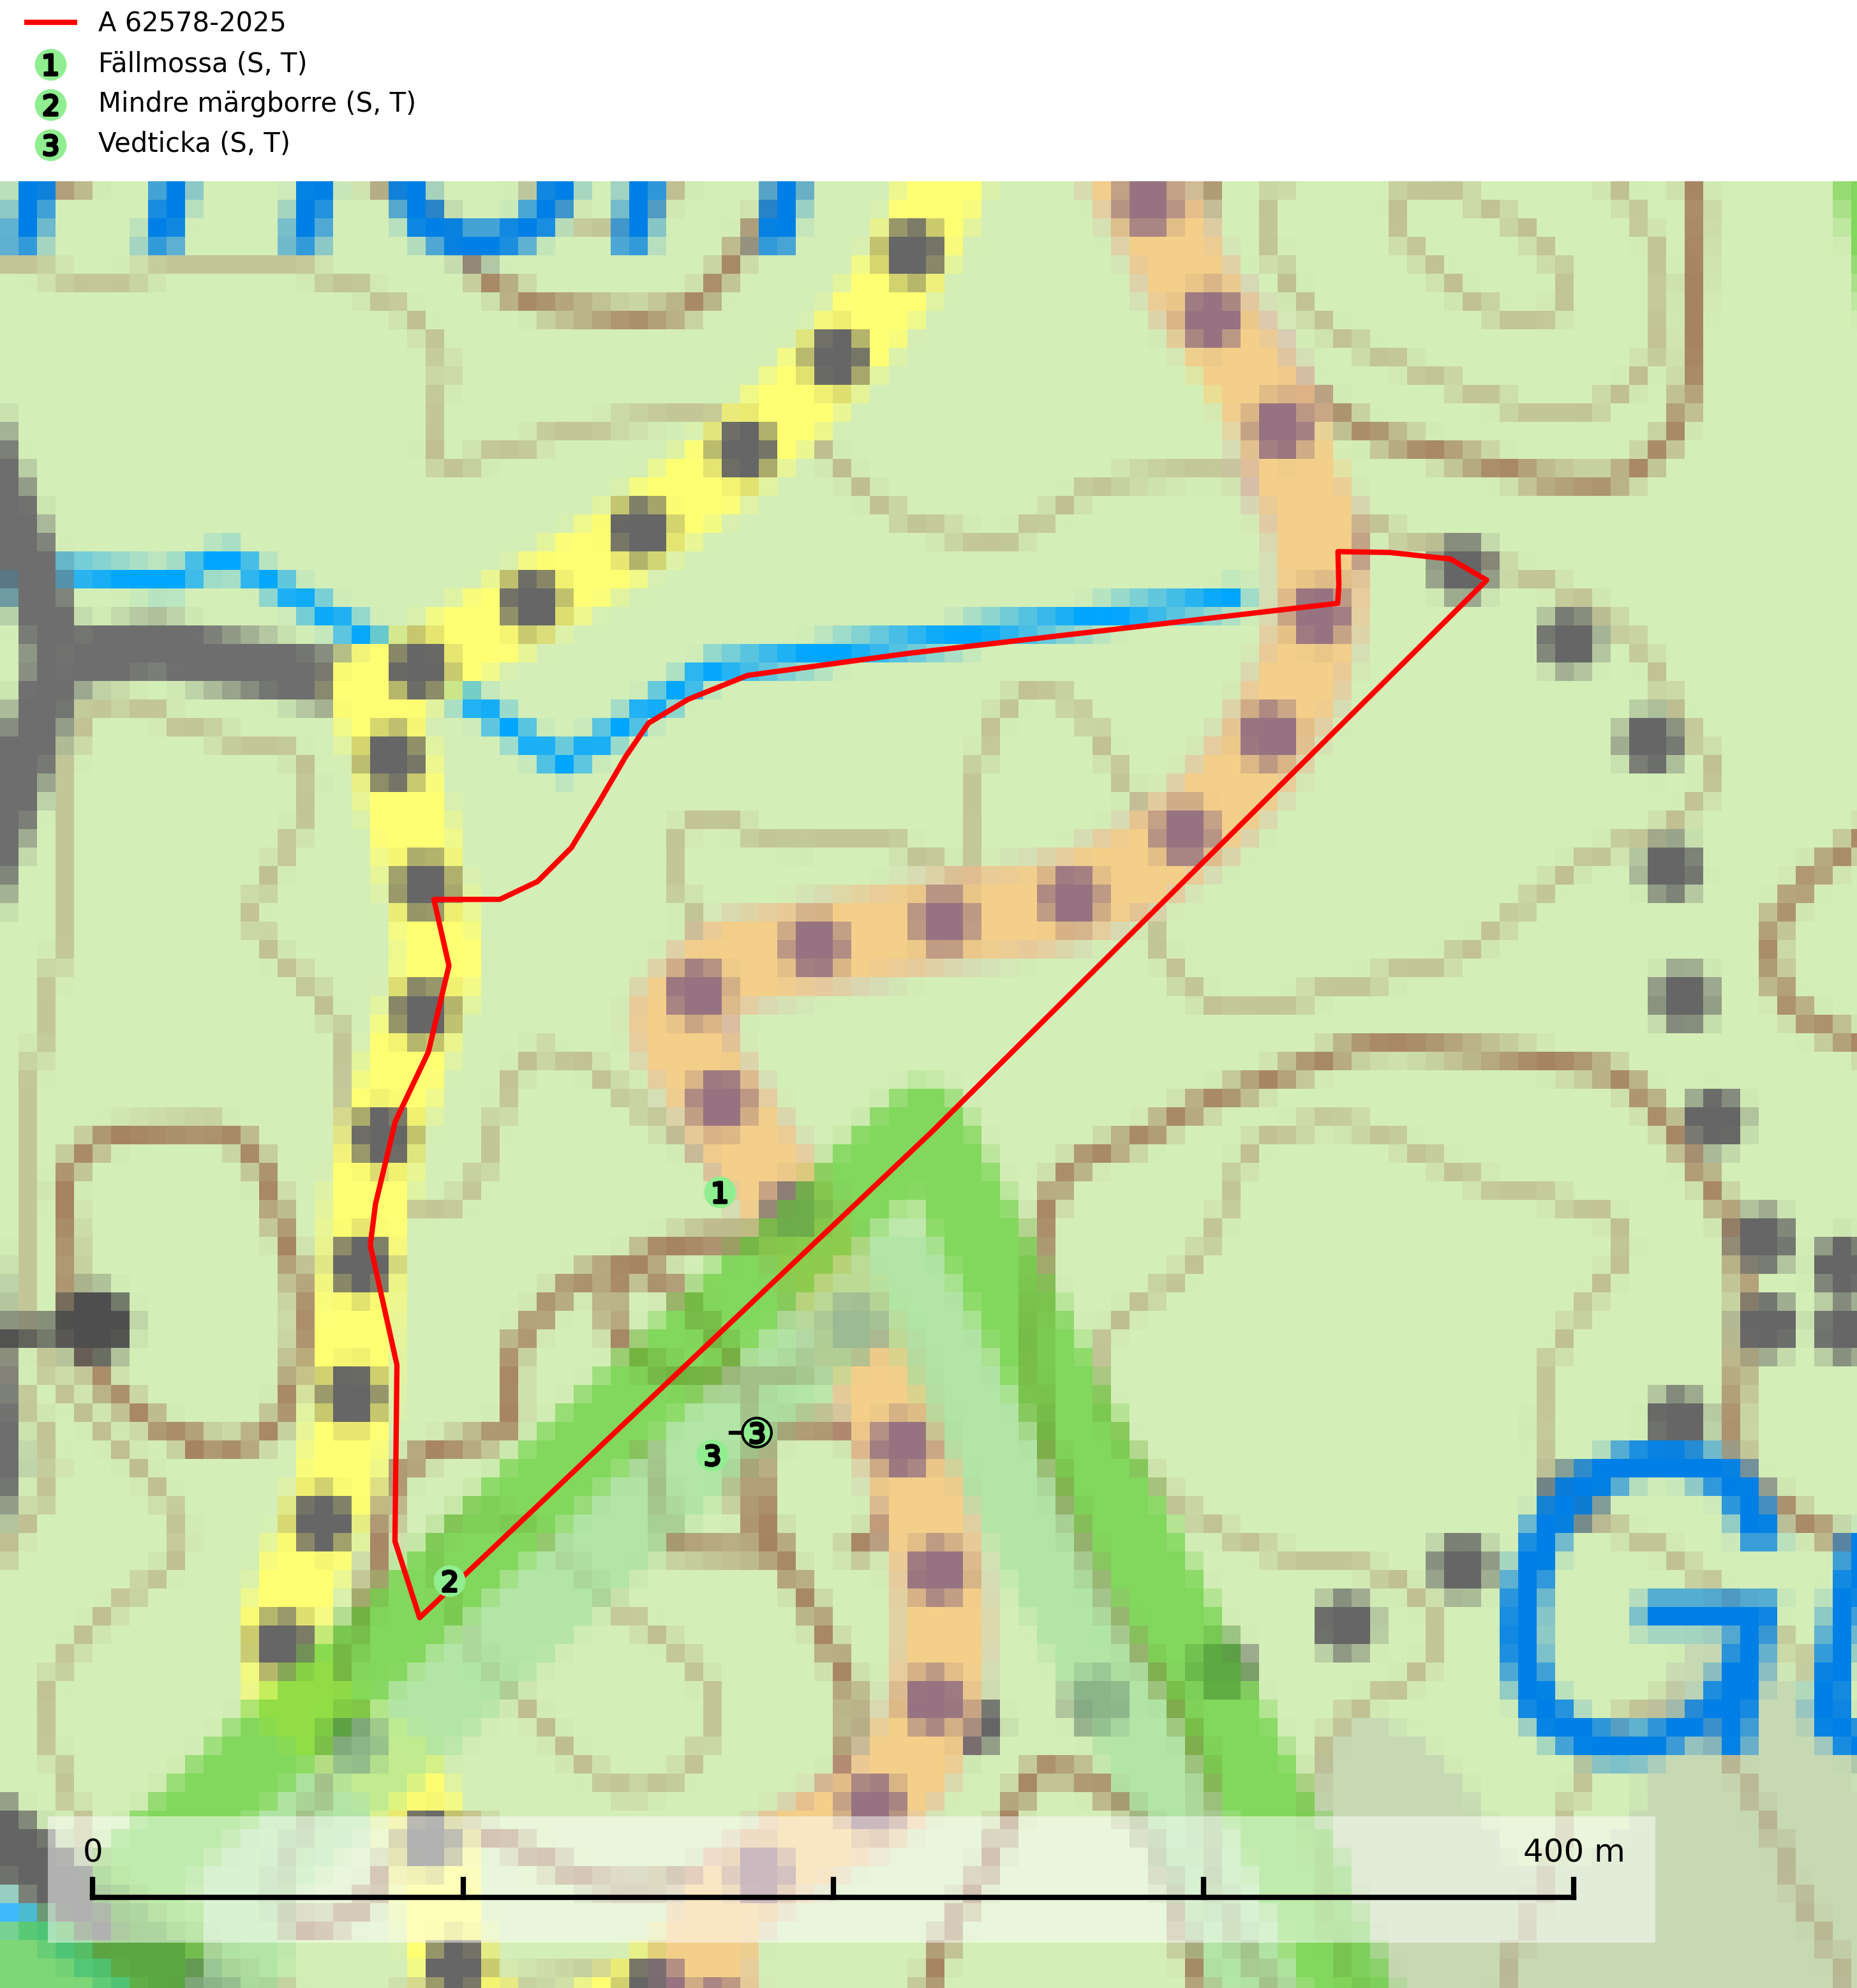 A 62578-2025
1 Fällmossa (S, T)
2 Mindre märgborre (S, T)
3 Vedticka (S, T)
1
3
3
2
G
0 400 m